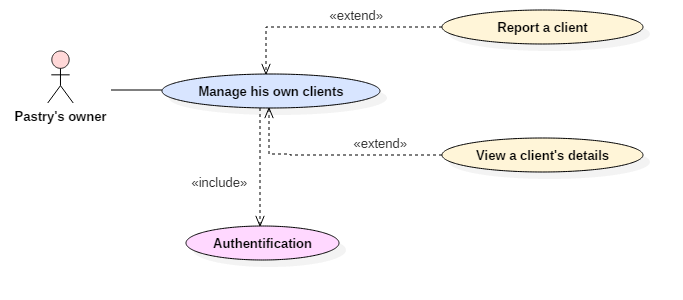 «extend»
Report a client
Manage his own clients
Pastry's owner
«extend»
View a client's details
«include»
Authentification